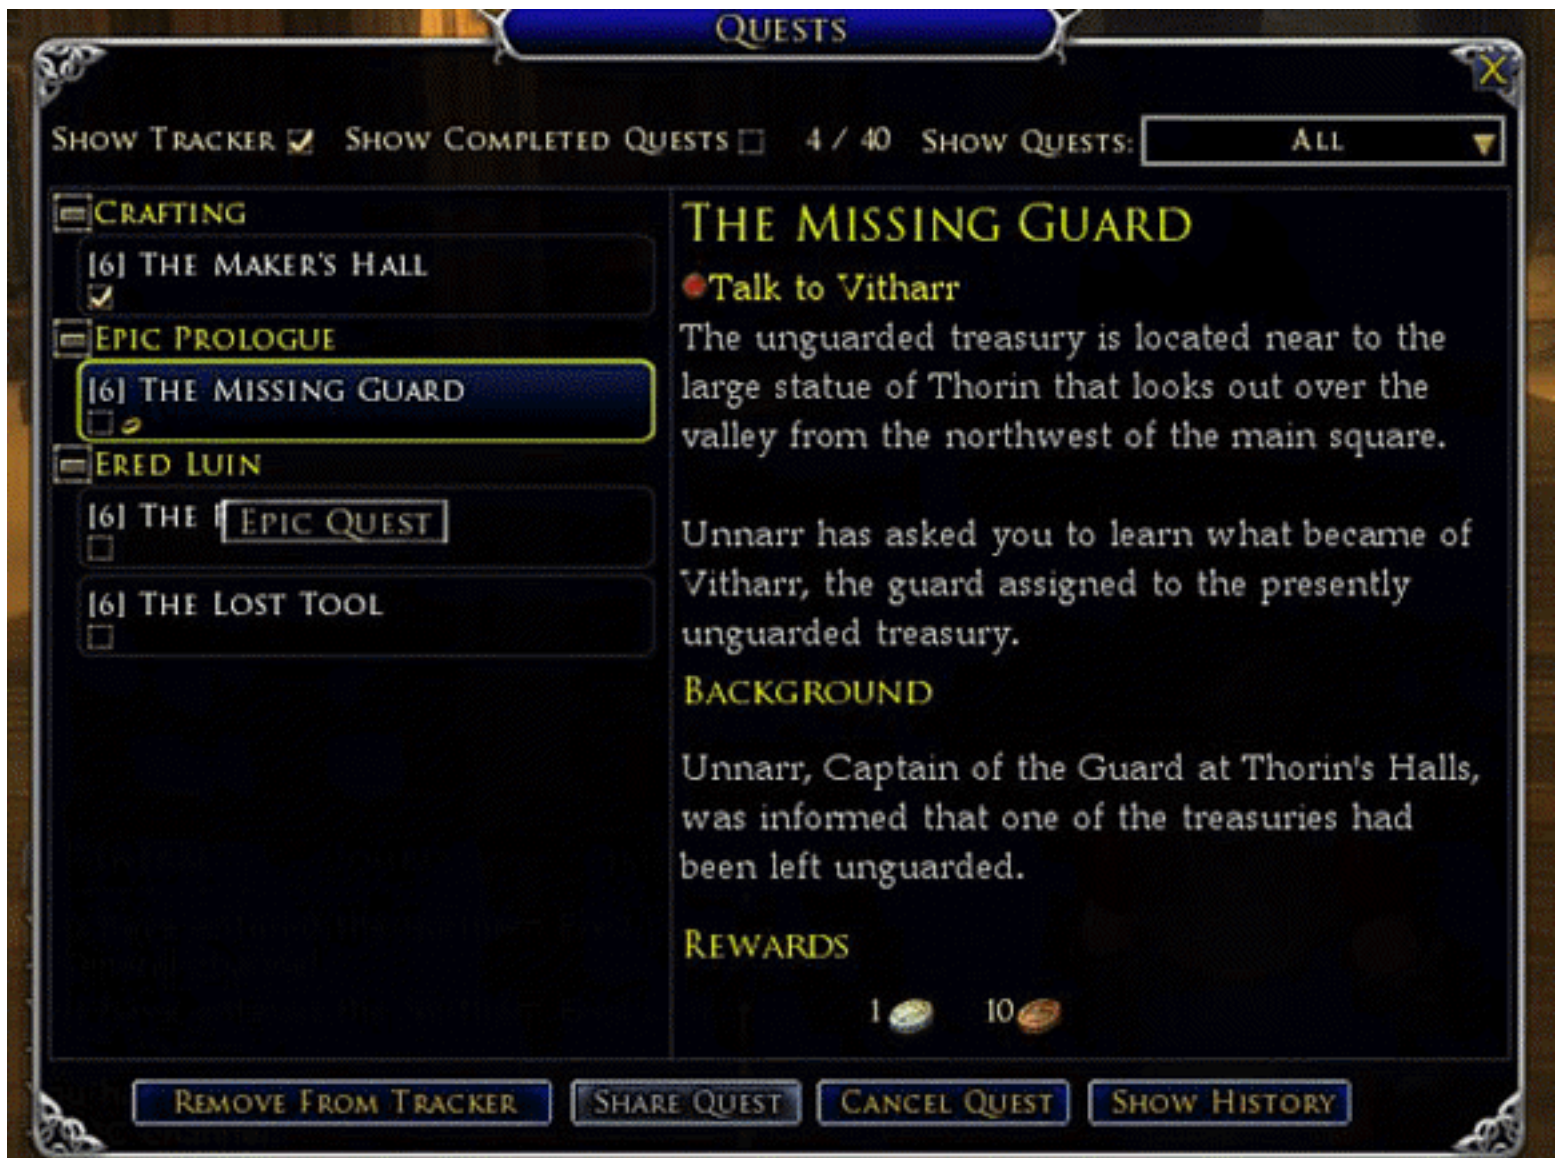 QUESTS
X
SHOW TRACKER SHOW COMPLETED QUESTS 4 / 40 SHOW QUESTS: ALL
CRAFTING
[6] THE MAKER'S HALL
EPIC PROLOGUE
[6] THE MISSING GUARD
ERED LUIN
[6] THE
EPIC QUEST
[6] THE LOST TOOL
THE MISSING GUARD
Talk to Vitharr
The unguarded treasury is located near to the
large statue of Thorin that looks out over the
valley from the northwest of the main square.
Unnarr has asked you to learn what became of
Vitharr, the guard assigned to the presently
unguarded treasury.
BACKGROUND
Unnarr, Captain of the Guard at Thorin's Halls,
was informed that one of the treasuries had
been left unguarded.
REWARDS
1 10
REMOVE FROM TRACKER SHARE QUEST CANCEL QUEST SHOW HISTORY